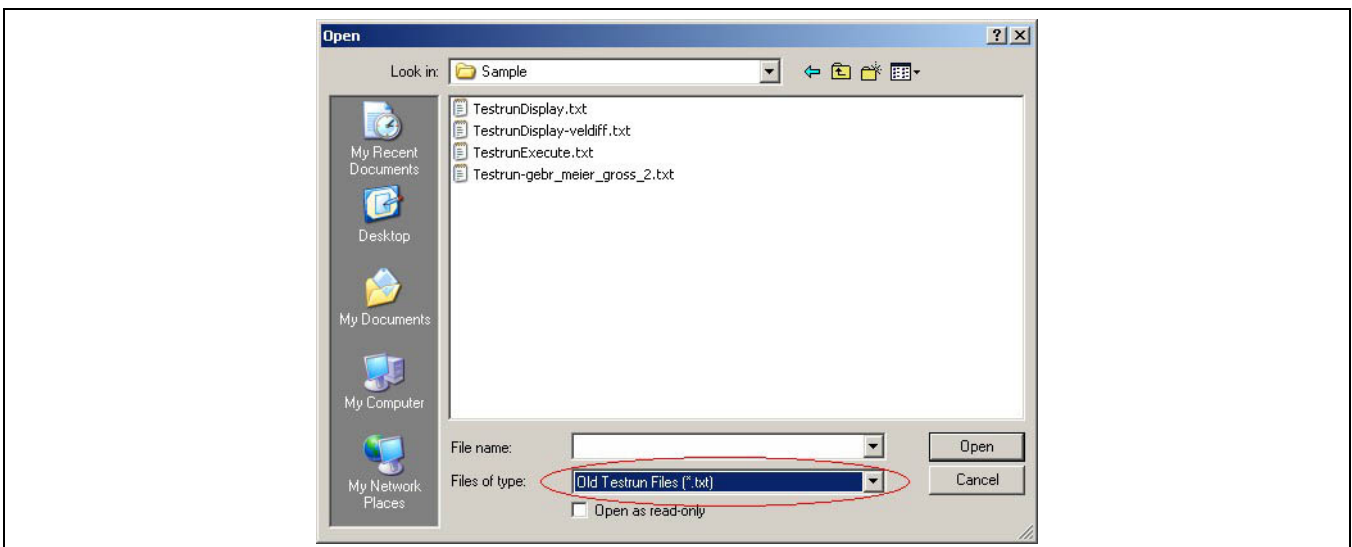 Open
Look in: Sample
TestrunDisplay.txt
TestrunDisplay-veldiff.txt
TestrunExecute.txt
Testrun-gebr_meier_gross_2.txt
My Recent
Documents
Desktop
My Documents
My Computer
My Network
Places
File name:
Open
Files of type: Old Testrun Files (*.txt)
Cancel
Open as read-only